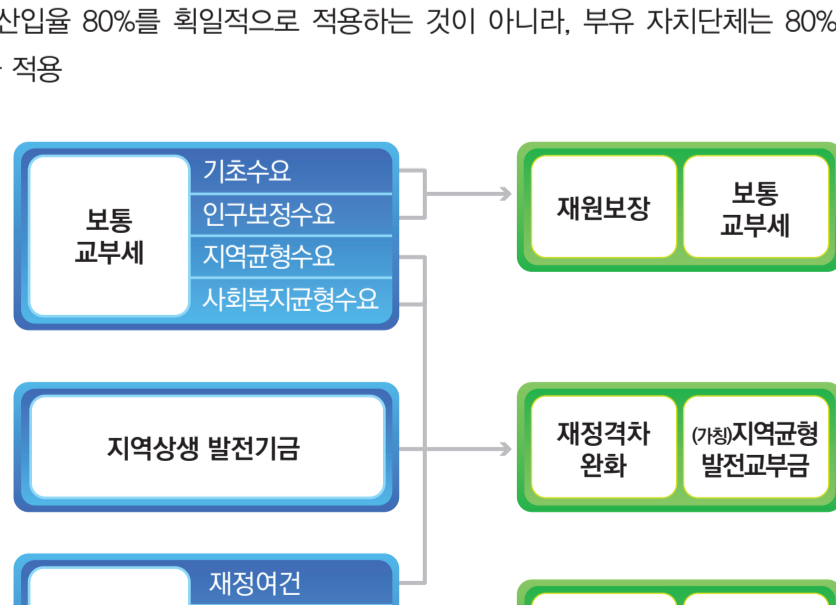 산입율 80%를 획일적으로 적용하는 것이 아니라, 부유 자치단체는 80%
적용
보통
교부세
기초수요
인구보정수요
지역균형수요
사회복지균형수요
재원보장
보통
교부세
지역상생 발전기금
재정격차
완화
(가칭)지역균형
발전교부금
재정여건